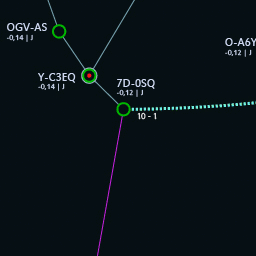 OGV-AS
-0,14 | J
O-A6Y
-0,12 | J
Y-C3EQ
-0,14 | J
7D-0SQ
-0,12 | J
10 - 1